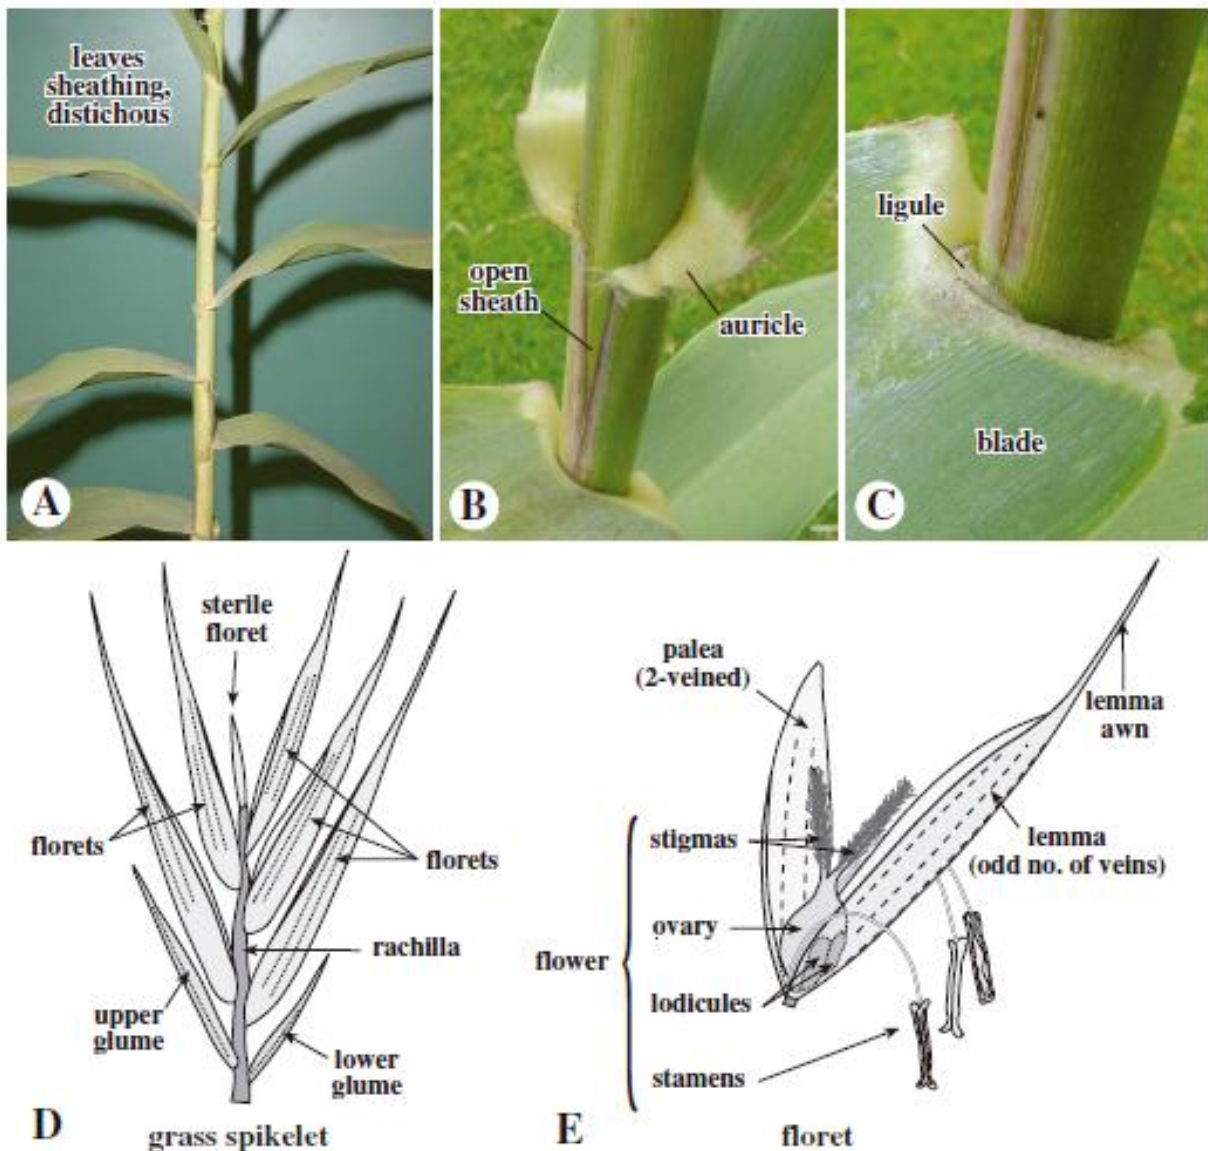 leaves
sheathing,
distichous
A
open
sheath
auricle
B
ligule
blade
C
sterile
floret
florets
florets
rachilla
upper
glume
lower
glume
D
grass spikelet
palea
(2-veined)
lemma
awn
stigmas
lemma
(odd no. of veins)
ovary
flower
lodicules
stamens
E
floret